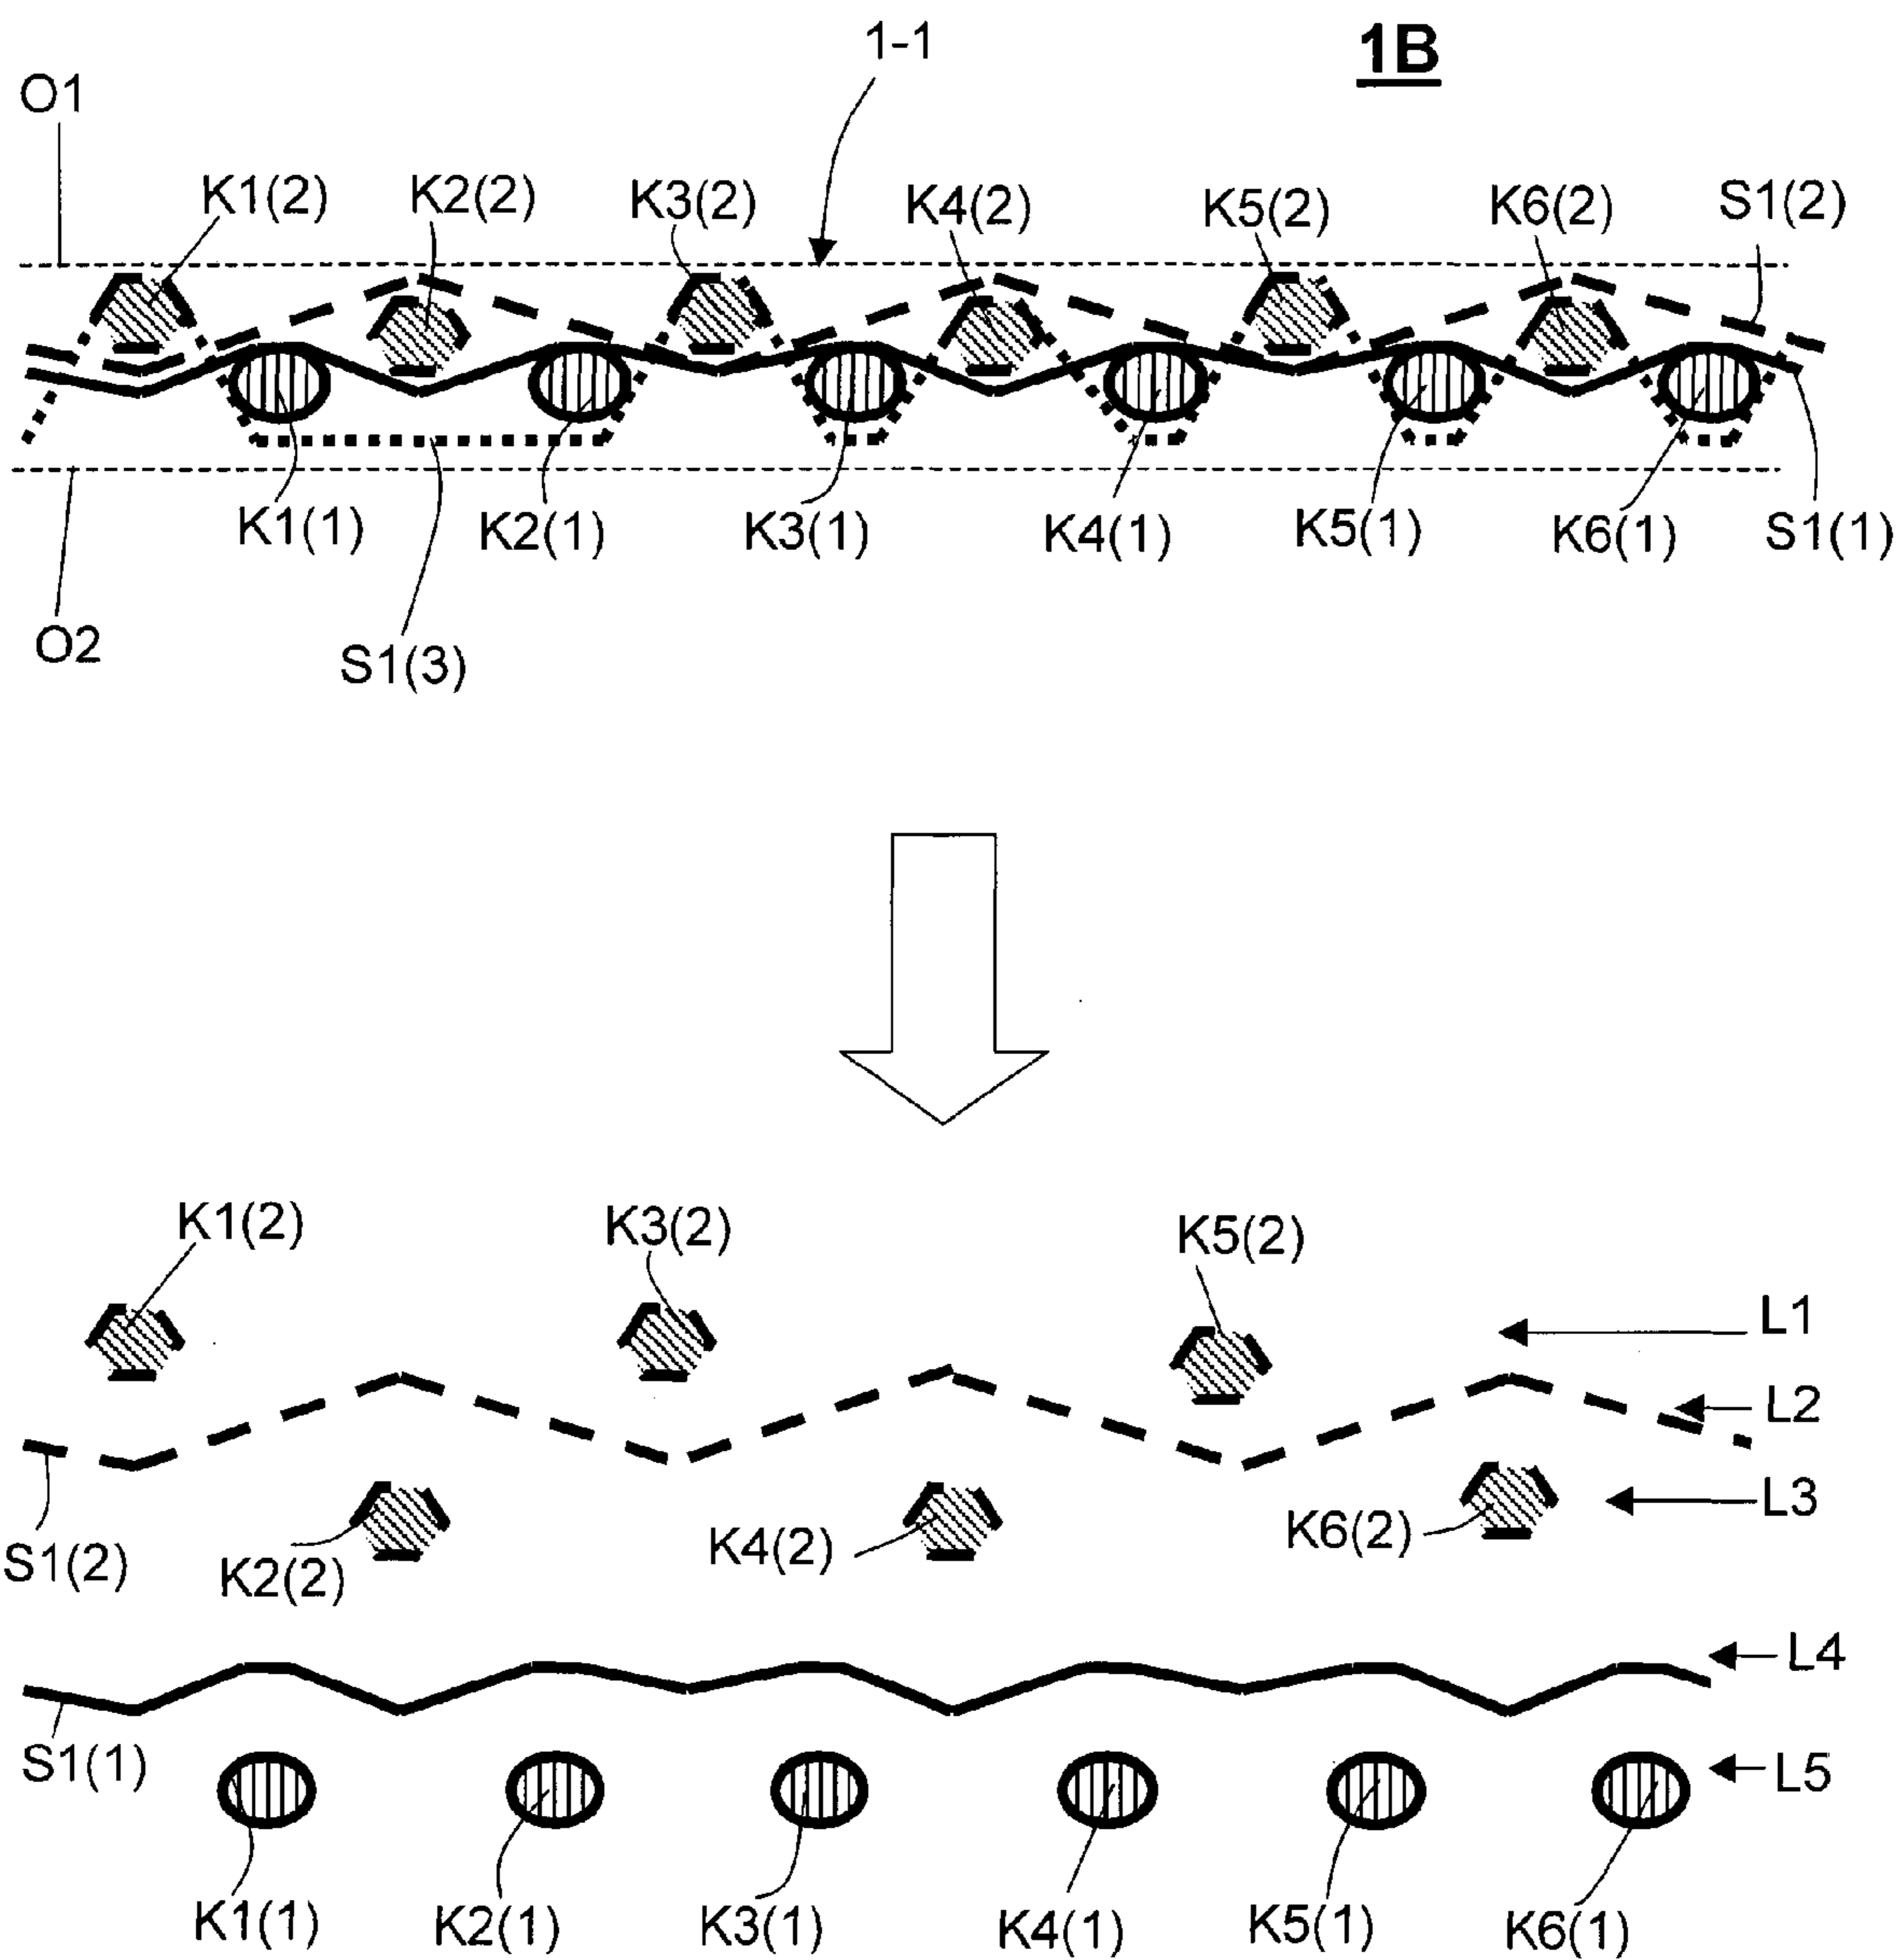 1-1
1B
O1
K1(2) K2(2) K3(2) K4(2) K5(2) K6(2) S1(2)
K1(1) K2(1) K3(1) K4(1) K5(1) K6(1) S1(1)
O2
S1(3)
K1(2) K3(2) K5(2)
L1
L2
L3
S1(2) K2(2) K4(2) K6(2)
L4
S1(1)
L5
K1(1) K2(1) K3(1) K4(1) K5(1) K6(1)